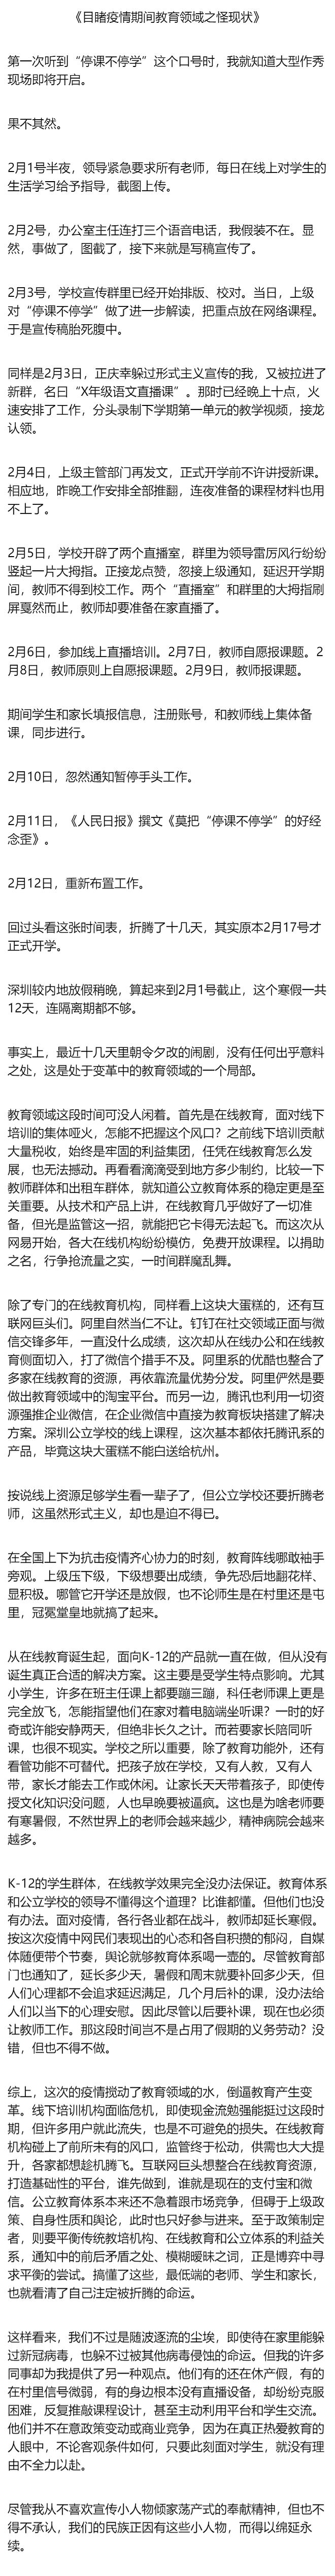 《目睹疫情期间教育领域之怪现状》
第一次听到“停课不停学”这个口号时，我就知道大型作秀
现场即将开启。
果不其然。
2月1号半夜，领导紧急要求所有老师，每日在线上对学生的
生活学习给予指导，截图上传。
2月2号，办公室主任连打三个语音电话，我假装不在。显
然，事做了，图截了，接下来就是写稿宣传了。
2月3号，学校宣传群里已经开始排版、校对。当日，上级
对“停课不停学”做了进一步解读，把重点放在网络课程。
于是宣传稿胎死腹中。
同样是2月3日，正庆幸躲过形式主义宣传的我，又被拉进了
新群，名曰“X年级语文直播课”。那时已经晚上十点，火
速安排了工作，分头录制下学期第一单元的教学视频，接龙
认领。
2月4日，上级主管部门再发文，正式开学前不许讲授新课。
相应地，昨晚工作安排全部推翻，连夜准备的课程材料也用
不上了。
2月5日，学校开辟了两个直播室，群里为领导雷厉风行纷纷
竖起一片大拇指。正接龙点赞，忽接上级通知，延迟开学期
间，教师不得到校工作。两个“直播室”和群里的大拇指刷
屏戛然而止，教师却要准备在家直播了。
2月6日，参加线上直播培训。2月7日，教师自愿报课题。2
月8日，教师原则上自愿报课题。2月9日，教师报课题。
期间学生和家长填报信息，注册账号，和教师线上集体备
课，同步进行。
2月10日，忽然通知暂停手头工作。
2月11日，《人民日报》撰文《莫把“停课不停学”的好经
念歪》。
2月12日，重新布置工作。
回过头看这张时间表，折腾了十几天，其实原本2月17号才
正式开学。
深圳较内地放假稍晚，算起来到2月1号截止，这个寒假一共
12天，连隔离期都不够。
事实上，最近十几天里朝令夕改的闹剧，没有任何出乎意料
之处，这是处于变革中的教育领域的一个局部。
教育领域这段时间可没人闲着。首先是在线教育，面对线下
培训的集体哑火，怎能不把握这个风口？之前线下培训贡献
大量税收，始终是牢固的利益集团，任凭在线教育怎么发
展，也无法撼动。再看看滴滴受到地方多少制约，比较一下
教师群体和出租车群体，就知道公立教育体系的稳定更是至
关重要。从技术和产品上讲，在线教育几乎做好了一切准
备，但光是监管这一招，就能把它卡得无法起飞。而这次从
网易开始，各大在线机构纷纷模仿，免费开放课程。以捐助
之名，行争抢流量之实，一时间群魔乱舞。
除了专门的在线教育机构，同样看上这块大蛋糕的，还有互
联网巨头们。阿里自然当仁不让。钉钉在社交领域正面与微
信交锋多年，一直没什么成绩，这次却从在线办公和在线教
育侧面切入，打了微信个措手不及。阿里系的优酷也整合了
多家在线教育的资源，再依靠流量优势分发。阿里俨然是要
做出教育领域中的淘宝平台。而另一边，腾讯也利用一切资
源强推企业微信，在企业微信中直接为教育板块搭建了解决
方案。深圳公立学校的线上课程，这次基本都依托腾讯系的
产品，毕竟这块大蛋糕不能白送给杭州。
按说线上资源足够学生看一辈子了，但公立学校还要折腾老
师，这虽然形式主义，却也是迫不得已。
在全国上下为抗击疫情齐心协力的时刻，教育阵线哪敢袖手
旁观。上级压下级，下级想要出成绩，争先恐后地翻花样、
显积极。哪管它开学还是放假，也不论师生是在村里还是屯
里，冠冕堂皇地就搞了起来。
从在线教育诞生起，面向K-12的产品就一直在做，但从没有
诞生真正合适的解决方案。这主要是受学生特点影响。尤其
小学生，许多在班主任课上都要蹦三蹦，科任老师课上更是
完全放飞，怎能指望他们在家对着电脑端坐听课？一时的好
奇或许能安静两天，但绝非长久之计。而若要家长陪同听
课，也很不现实。学校之所以重要，除了教育功能外，还有
看管功能不可替代。把孩子放在学校，又有人教，又有人
带，家长才能去工作或休闲。让家长天天带着孩子，即使传
授文化知识没问题，人也早晚要被逼疯。这也是为啥老师要
有寒暑假，不然世界上的老师会越来越少，精神病院会越来
越多。
K-12的学生群体，在线教学效果完全没办法保证。教育体系
和公立学校的领导不懂得这个道理？比谁都懂。但他们也没
有办法。面对疫情，各行各业都在战斗，教师却延长寒假。
按这次疫情中网民们表现出的心态和各自积攒的郁闷，自媒
体随便带个节奏，舆论就够教育体系喝一壶的。尽管教育部
门也通知了，延长多少天，暑假和周末就要补回多少天，但
人们心理都不会追求延迟满足，几个月后补的课，没办法给
人们以当下的心理安慰。因此尽管以后要补课，现在也必须
让教师工作。那这段时间岂不是占用了假期的义务劳动？没
错，但也不得不做。
综上，这次的疫情搅动了教育领域的水，倒逼教育产生变
革。线下培训机构面临危机，即使现金流勉强能挺过这段时
期，但许多用户就此流失，也是不可避免的损失。在线教育
机构碰上了前所未有的风口，监管终于松动，供需也大大提
升，各家都想趁机腾飞。互联网巨头想整合在线教育资源，
打造基础性的平台，谁先做到，谁就是现在的支付宝和微
信。公立教育体系本来还不急着跟市场竞争，但碍于上级政
策、自身性质和舆论，此时也只好参与进来。至于政策制定
者，则要平衡传统教培机构、在线教育和公立体系的利益关
系，通知中的前后矛盾之处、模糊暧昧之词，正是博弈中寻
求平衡的尝试。搞懂了这些，最低端的老师、学生和家长，
也就看清了自己注定被折腾的命运。
这样看来，我们不过是随波逐流的尘埃，即使待在家里能躲
过新冠病毒，也躲不过被其他病毒侵蚀的命运。但我的许多
同事却为我提供了另一种观点。他们有的还在休产假，有的
在村里信号微弱，有的身边根本没有直播设备，却纷纷克服
困难，反复推敲课程设计，甚至主动利用平台和学生交流。
他们并不在意政策变动或商业竞争，因为在真正热爱教育的
人眼中，不论客观条件如何，只要此刻面对学生，就没有理
由不全力以赴。
尽管我从不喜欢宣传小人物倾家荡产式的奉献精神，但也不
得不承认，我们的民族正因有这些小人物，而得以绵延永
续。